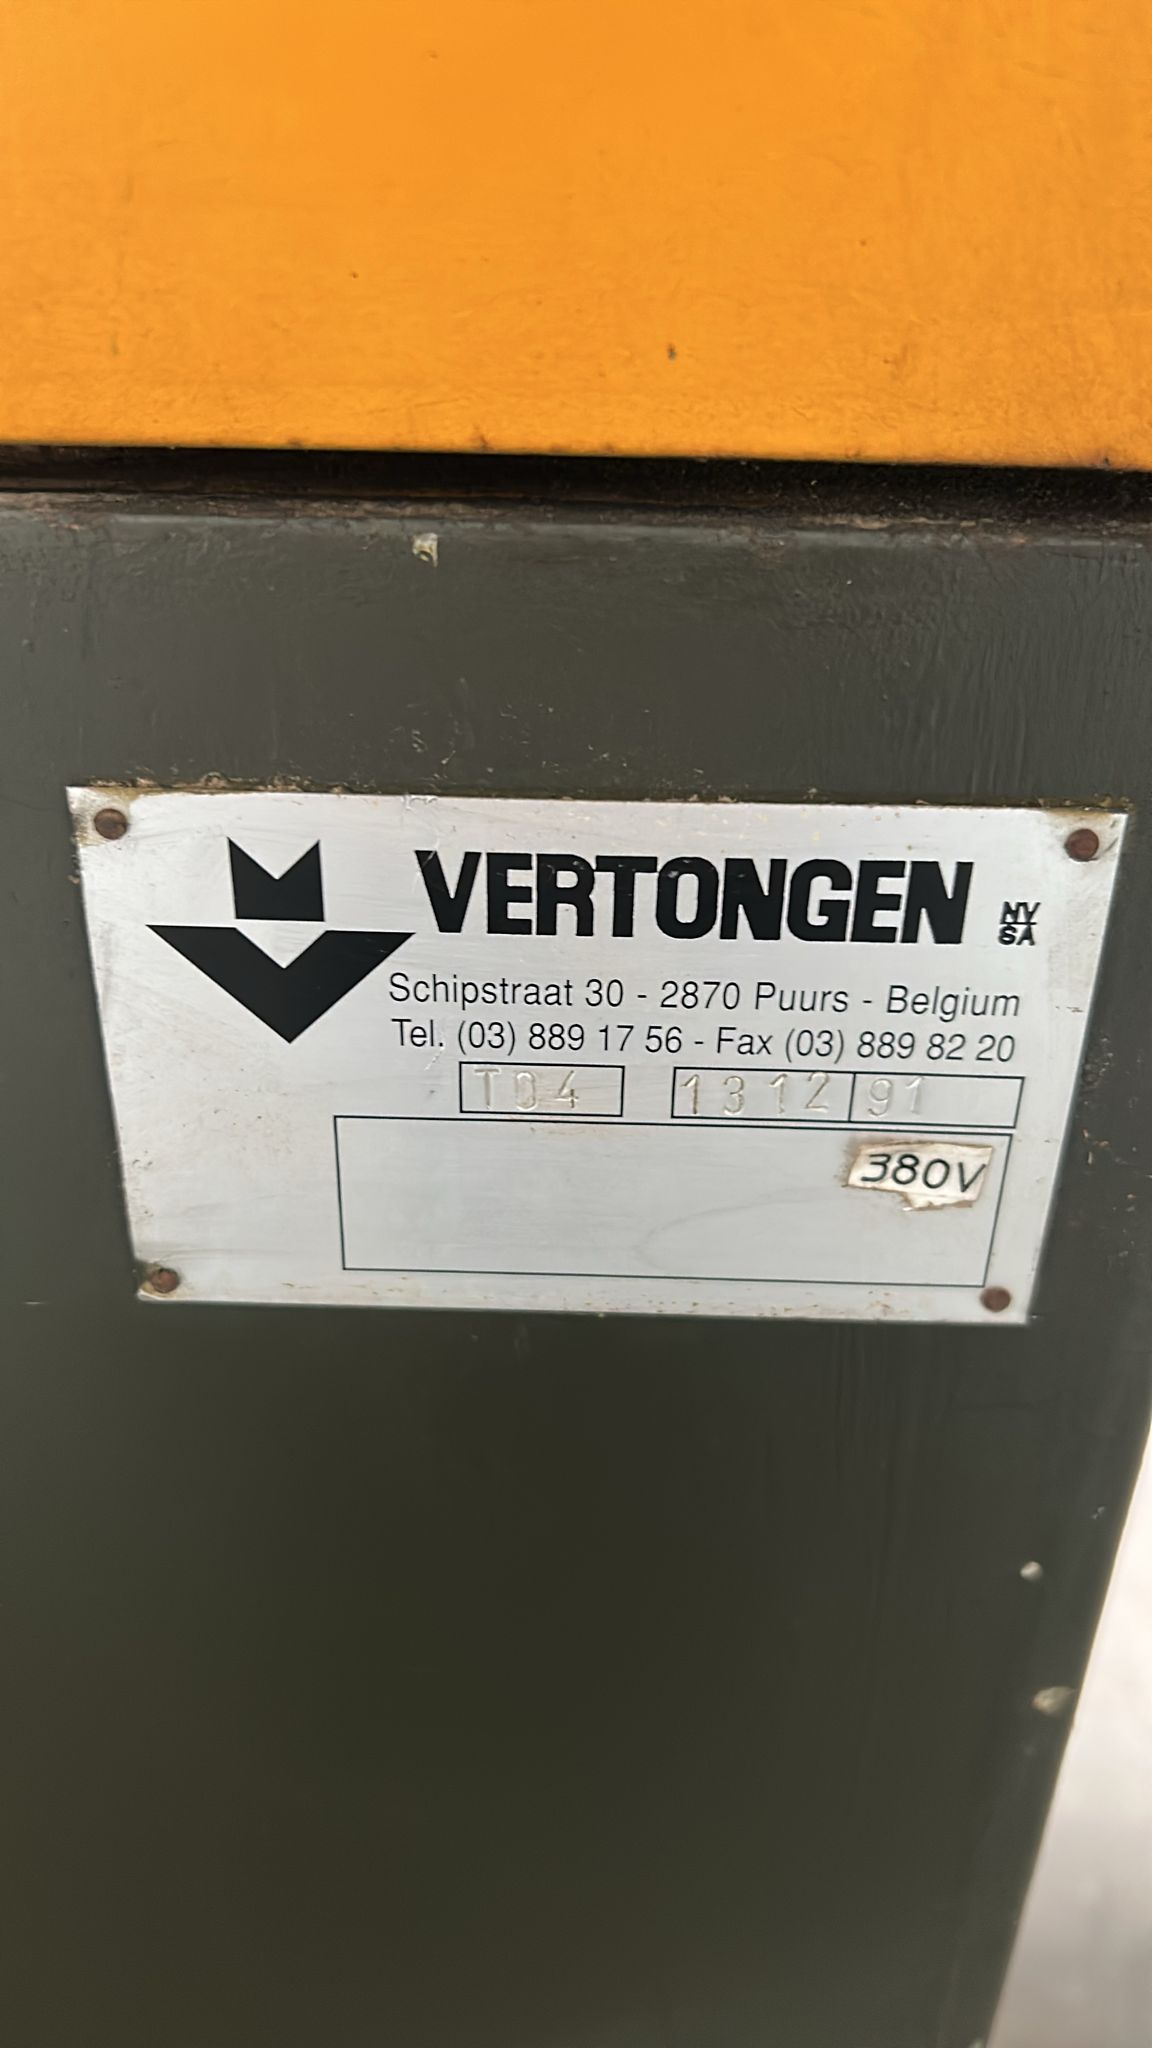 VERTONGEN NV SA
Schipstraat 30 - 2870 Puurs - Belgium
Tel. (03) 889 17 56 - Fax (03) 889 82 20
T04 1312 91
380V